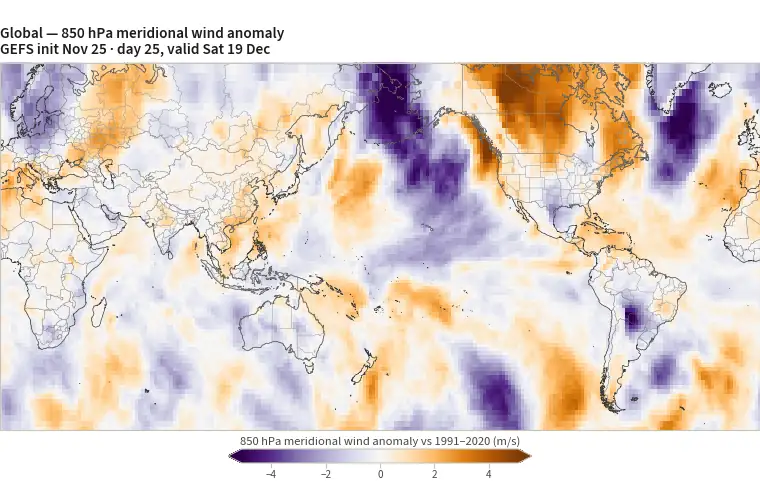 Global — 850 hPa meridional wind anomaly
GEFS init Nov 25 · day 25, valid Sat 19 Dec
850 hPa meridional wind anomaly vs 1991–2020 (m/s)
−4 −2 0 2 4